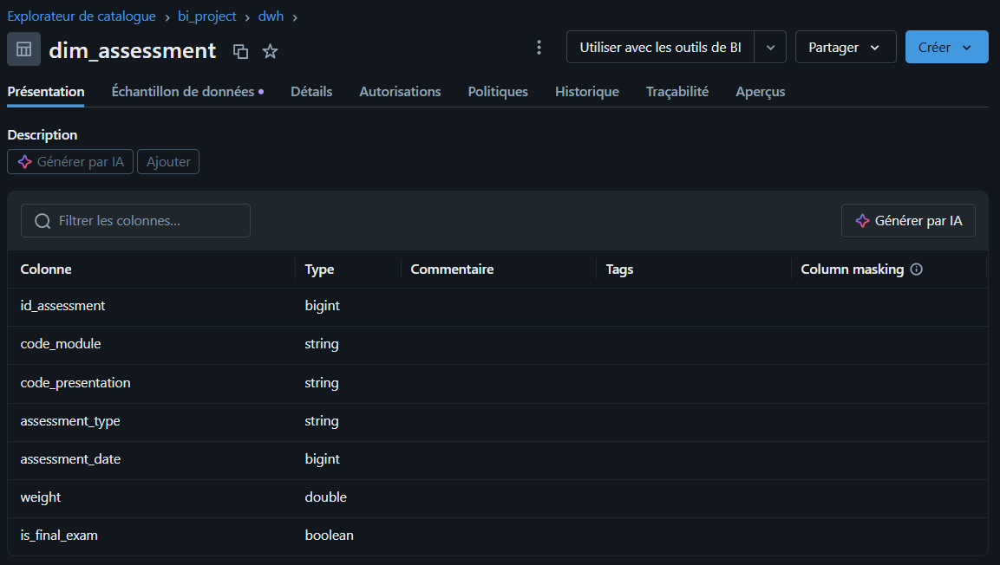 Explorateur de catalogue > bi_project > dwh >
dim_assessment
Utiliser avec les outils de BI
Partager
Créer
Présentation Échantillon de données Détails Autorisations Politiques Historique Traçabilité Aperçus
Description
Générer par IA Ajouter
Filtrer les colonnes...
Générer par IA
Colonne Type Commentaire Tags Column masking
id_assessment bigint
code_module string
code_presentation string
assessment_type string
assessment_date bigint
weight double
is_final_exam boolean